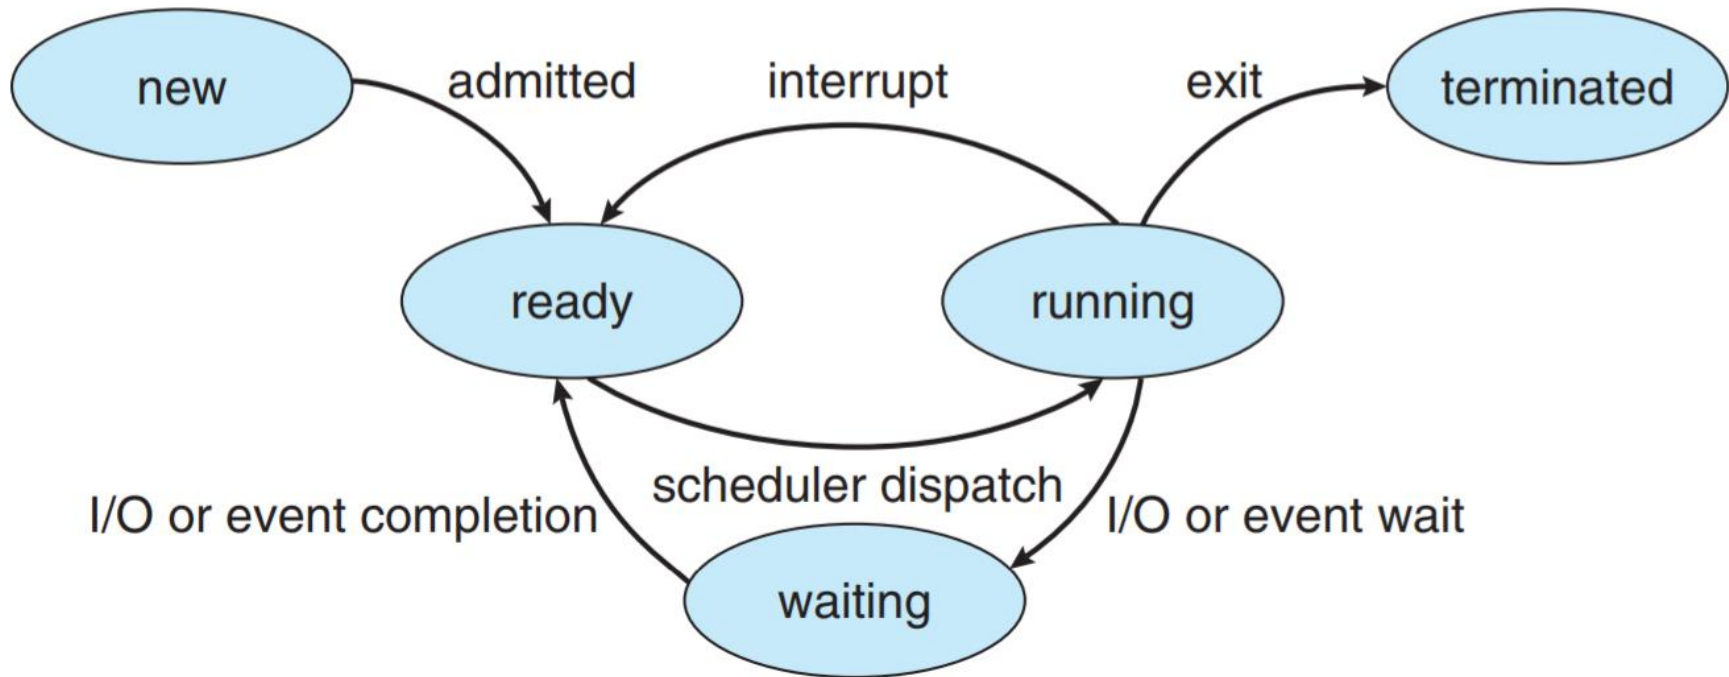 new
admitted
interrupt
exit
terminated
ready
running
scheduler dispatch
I/O or event completion
I/O or event wait
waiting